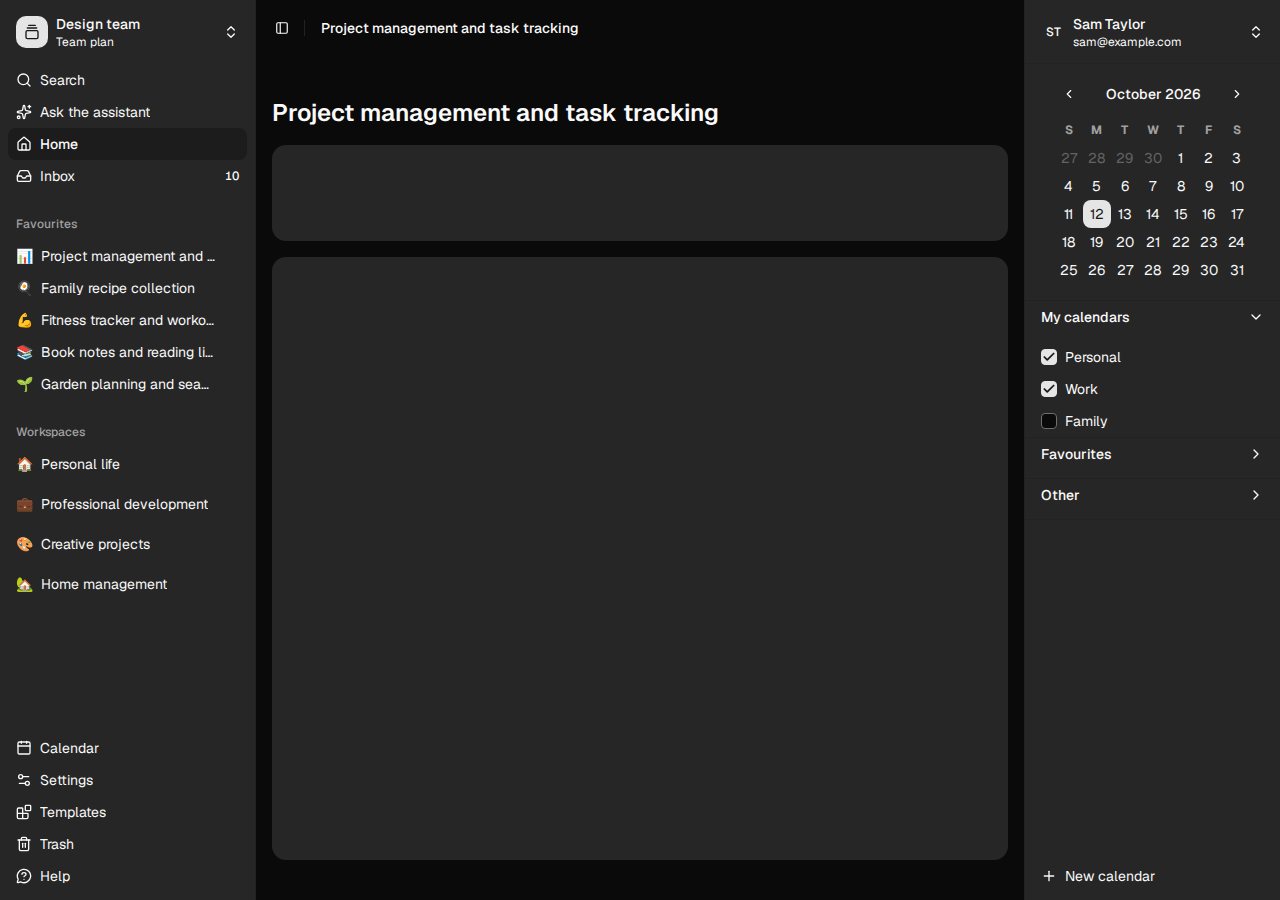 Design team
Team plan
Search
Ask the assistant
Home
Inbox 10
Favourites
Project management and ...
Family recipe collection
Fitness tracker and worko...
Book notes and reading li...
Garden planning and sea...
Workspaces
Personal life
Professional development
Creative projects
Home management
Calendar
Settings
Templates
Trash
Help
Project management and task tracking
Project management and task tracking
ST
Sam Taylor
sam@example.com
October 2026
S M T W T F S
27 28 29 30 1 2 3
4 5 6 7 8 9 10
11 12 13 14 15 16 17
18 19 20 21 22 23 24
25 26 27 28 29 30 31
My calendars
Personal
Work
Family
Favourites
Other
New calendar